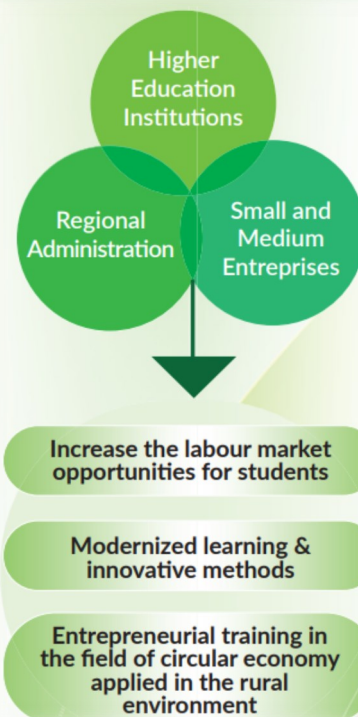 Higher
Education
Institutions
Regional
Administration
Small and
Medium
Entreprises
Increase the labour market
opportunities for students
Modernized learning &
innovative methods
Entrepreneurial training in
the field of circular economy
applied in the rural
environment